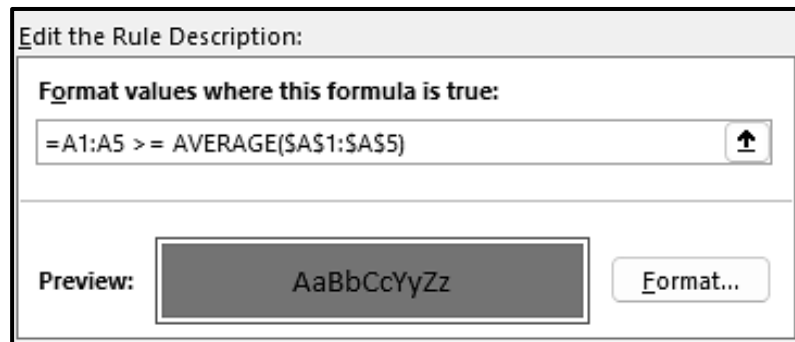 Edit the Rule Description:
Format values where this formula is true:
=A1:A5 >= AVERAGE($A$1:$A$5)
Preview:
AaBbCcYyZz
Format...